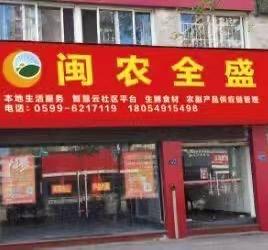 闽农全盛
本地生活服务 智慧云社区平台 生鲜食材 农副产品供应链管理
电话：0599-6217119 18054915498